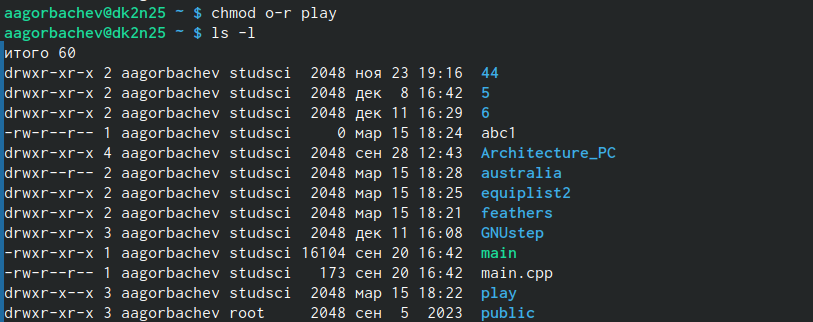 aagorbachev@dk2n25 ~ $ chmod o-r play
aagorbachev@dk2n25 ~ $ ls -l
итого 60
drwxr-xr-x 2 aagorbachev studsci  2048 ноя 23 19:16  44
drwxr-xr-x 2 aagorbachev studsci  2048 дек  8 16:42  5
drwxr-xr-x 2 aagorbachev studsci  2048 дек 11 16:29  6
-rw-r--r-- 1 aagorbachev studsci     0 мар 15 18:24  abc1
drwxr-xr-x 4 aagorbachev studsci  2048 сен 28 12:43  Architecture_PC
drwxr--r-- 2 aagorbachev studsci  2048 мар 15 18:28  australia
drwxr-xr-x 2 aagorbachev studsci  2048 мар 15 18:25  equiplist2
drwxr-xr-x 2 aagorbachev studsci  2048 мар 15 18:21  feathers
drwxr-xr-x 3 aagorbachev studsci  2048 дек 11 16:08  GNUstep
-rwxr-xr-x 1 aagorbachev studsci 16104 сен 20 16:42  main
-rw-r--r-- 1 aagorbachev studsci   173 сен 20 16:42  main.cpp
drwxr-x--x 3 aagorbachev studsci  2048 мар 15 18:22  play
drwxr-xr-x 3 aagorbachev root     2048 сен  5  2023  public